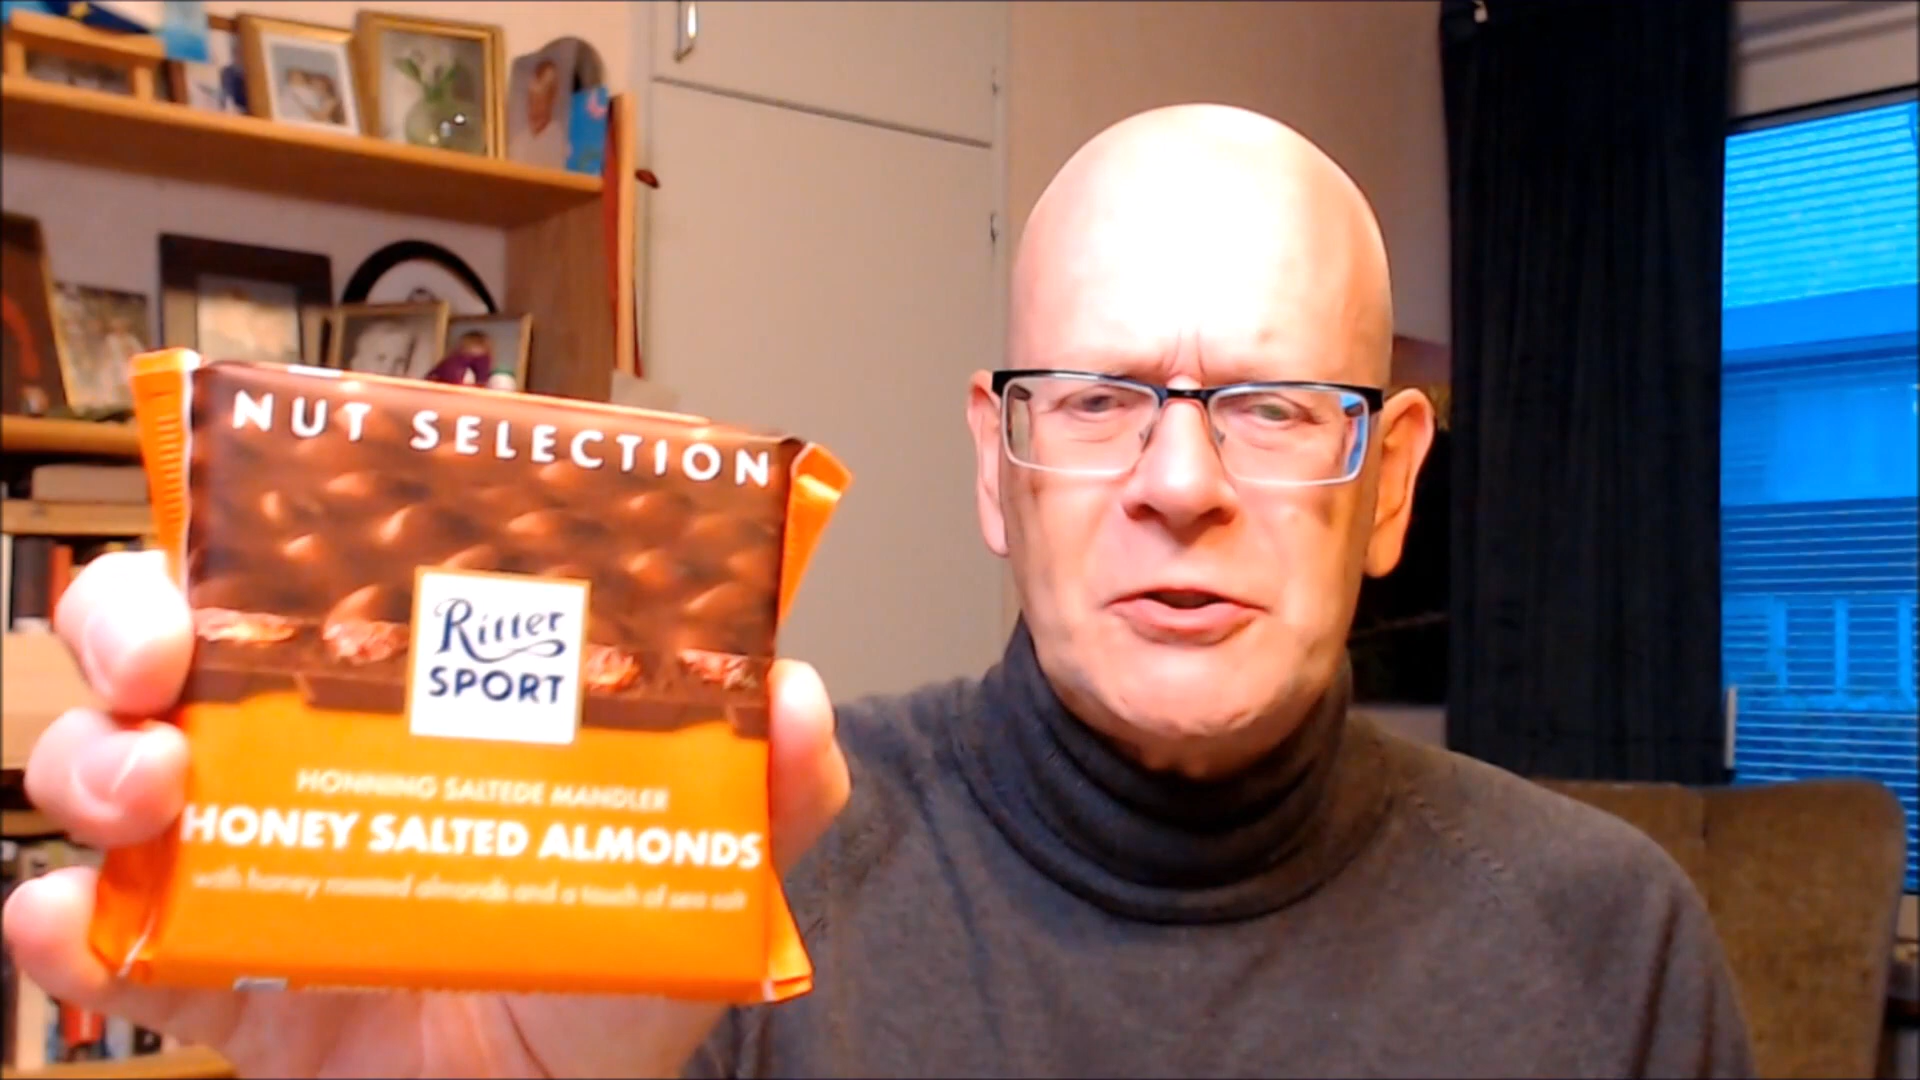 NUT SELECTION
Ritter
SPORT
HONNING SALTEDE MANDLER
HONEY SALTED ALMONDS
with honey roasted almonds and a touch of sea salt